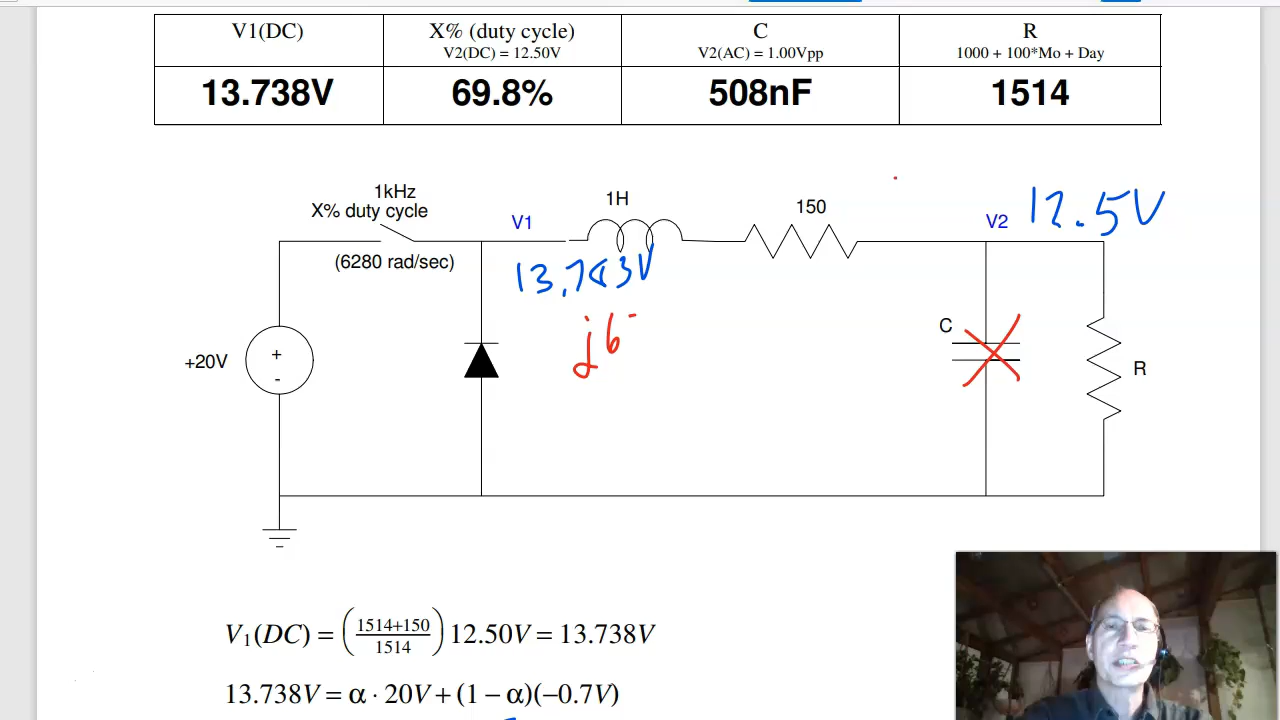 V1(DC) X% (duty cycle) C R
V2(DC) = 12.50V V2(AC) = 1.00Vpp 1000 + 100*Mo + Day
13.738V 69.8% 508nF 1514
1kHz
X% duty cycle
(6280 rad/sec)
V1
1H
150
V2
12.5V
13.743V
j6
C
+20V
+
-
R
V₁(DC) = (1514+150/1514) 12.50V = 13.738V
13.738V = α · 20V + (1 − α)(−0.7V)